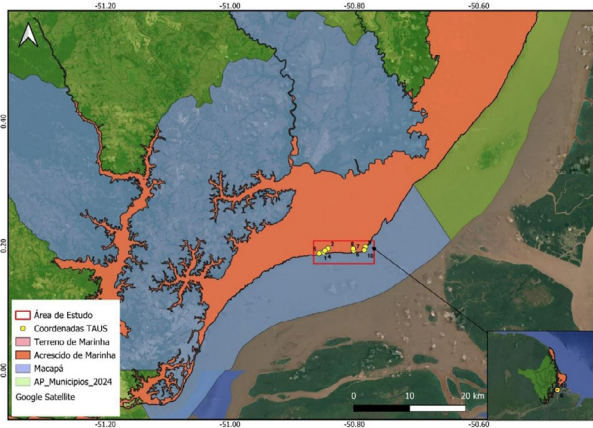 -51.20 -51.00 -50.80 -50.60
0.40
0.20
0.00
Área de Estudo
Coordenadas TAUS
Terreno de Marinha
Acrescido de Marinha
Macapá
AP_Municipios_2024
Google Satellite
0 10 20 km
-51.20 -51.00 -50.80 -50.60